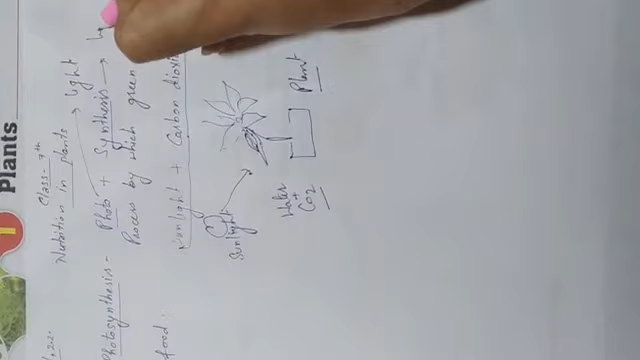 1 Plants
Class- 7th
Nutrition in plants
light
Photosynthesis - Photo + Synthesis →
Process by which green
food :
Sunlight + Carbon
Sunlight
Water
+
CO2
Plant